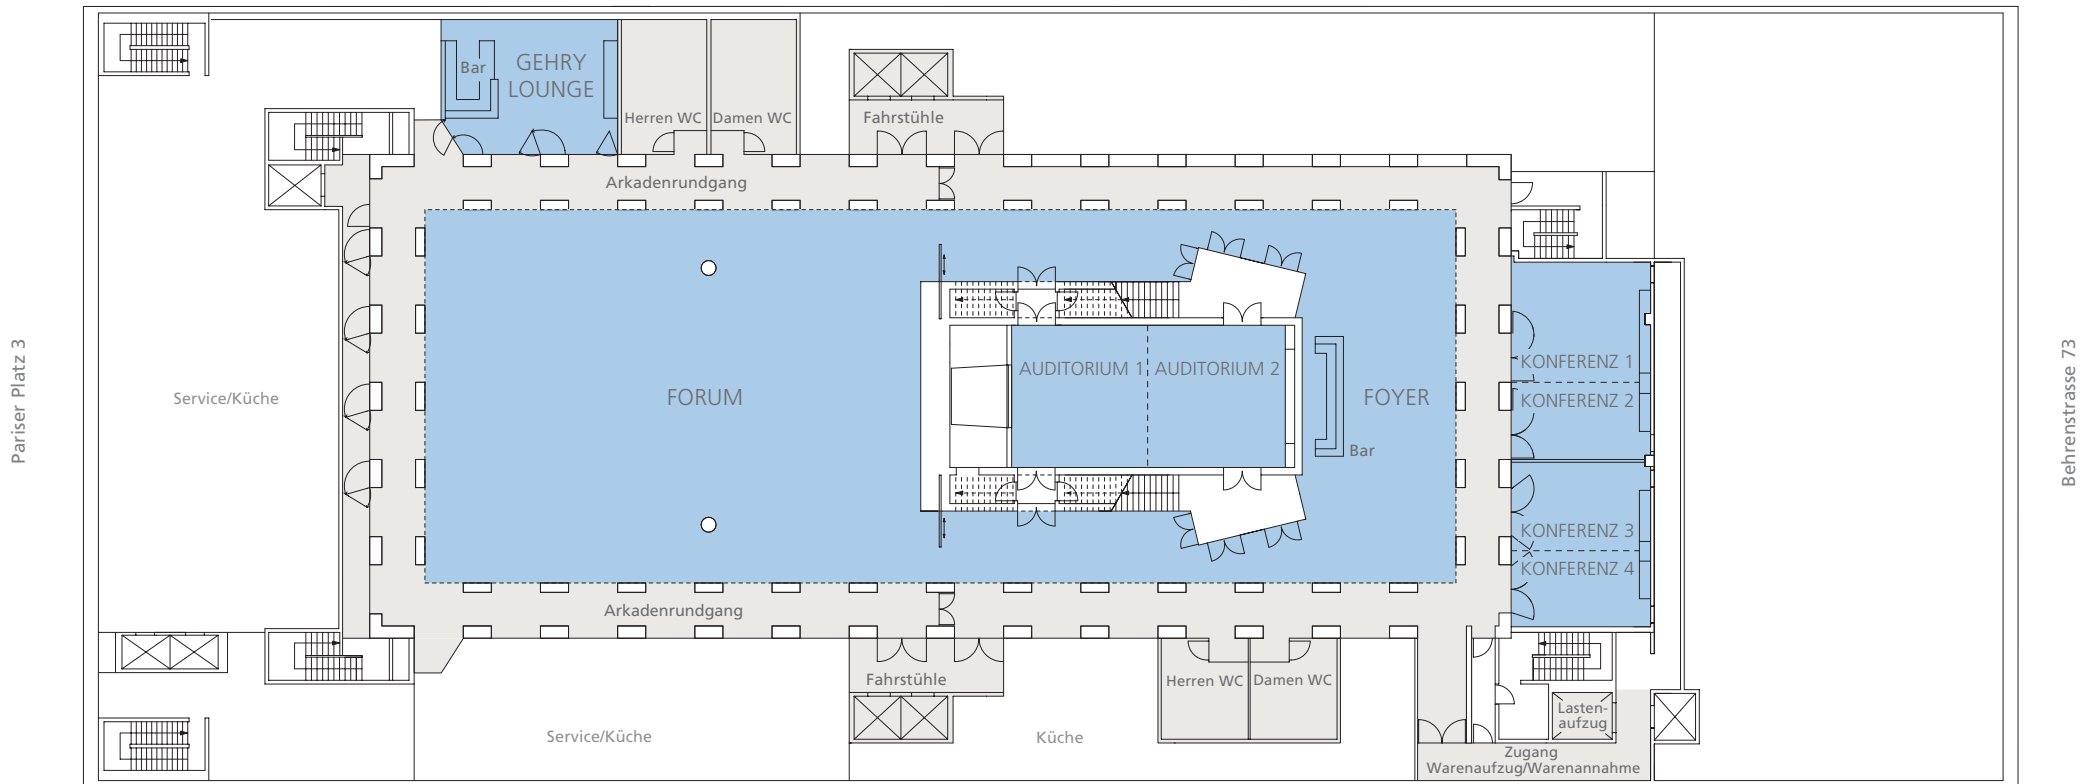 GEHRY
LOUNGE
Bar
Herren WC
Damen WC
Fahrstühle
Arkadenrundgang
Pariser Platz 3
Service/Küche
FORUM
AUDITORIUM 1
AUDITORIUM 2
FOYER
Bar
KONFERENZ 1
KONFERENZ 2
KONFERENZ 3
KONFERENZ 4
Behrenstrasse 73
Arkadenrundgang
Fahrstühle
Herren WC
Damen WC
Service/Küche
Küche
Lasten-
aufzug
Zugang
Warenaufzug/Warenannahme